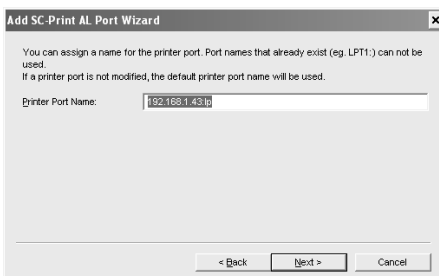 Add SC-Print AL Port Wizard
You can assign a name for the printer port. Port names that already exist (eg. LPT1:) can not be
used.
If a printer port is not modified, the default printer port name will be used.
Printer Port Name: 192.168.1.43:lp
< Back Next > Cancel